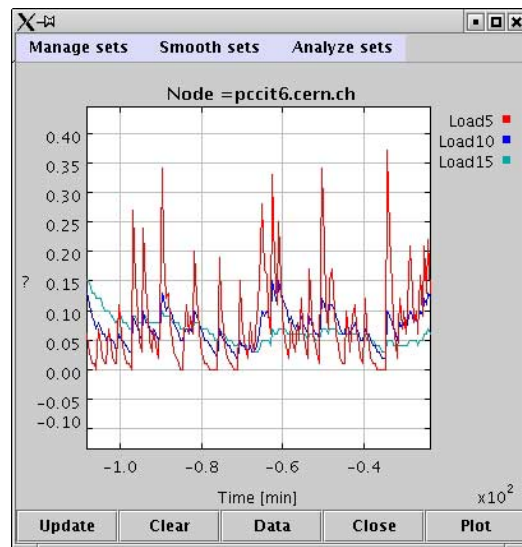 Manage sets Smooth sets Analyze sets
Node =pccit6.cern.ch
Load5
Load10
Load15
0.40
0.35
0.30
0.25
0.20
?
0.15
0.10
0.05
0.00
−0.05
−0.10
−1.0 −0.8 −0.6 −0.4
Time [min] x10²
Update Clear Data Close Plot